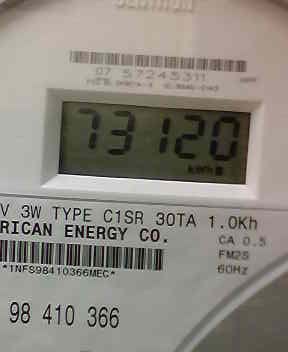 07 57245311
73120
kWh
V 3W TYPE C1SR 30TA 1.0Kh
RICAN ENERGY CO.
CA 0.5
FM2S
60Hz
*1NFS98410366MEC*
98 410 366